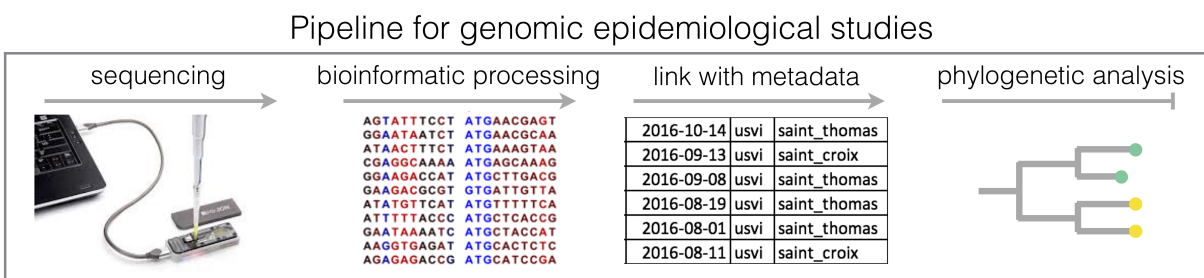 Pipeline for genomic epidemiological studies
sequencing
bioinformatic processing
link with metadata
phylogenetic analysis
AGTATTTCCT ATGAACGAGT
GGAATAATCT ATGAACGCAA
ATAACTTTCT ATGAAAGTAA
CGAGGCAAAA ATGAGCAAAG
GGAAGACCAT ATGCTTGACG
GAAGACGCGT GTGATTGTTA
ATATGTTCAT ATGTTTTTCA
ATTTTTACCC ATGCTCACCG
GAATAAAATC ATGCTACCAT
AAGGTGAGAT ATGCACTCTC
AGAGAGACCG ATGCATCCGA
2016-10-14 usvi saint_thomas
2016-09-13 usvi saint_croix
2016-09-08 usvi saint_thomas
2016-08-19 usvi saint_thomas
2016-08-01 usvi saint_thomas
2016-08-11 usvi saint_croix